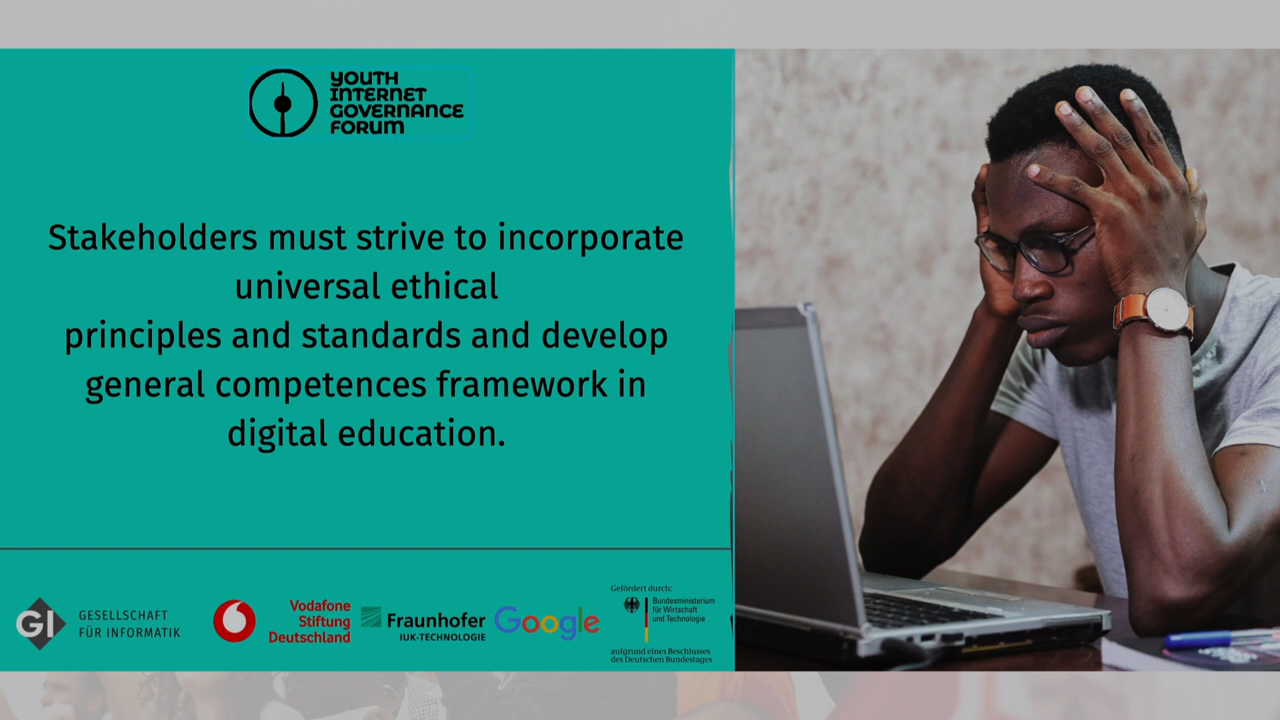 YOUTH
INTERNET
GOVERNANCE
FORUM
Stakeholders must strive to incorporate
universal ethical
principles and standards and develop
general competences framework in
digital education.
GI
GESELLSCHAFT
FÜR INFORMATIK
Vodafone
Stiftung
Deutschland
Fraunhofer
IUK-TECHNOLOGIE
Google
Gefördert durch:
Bundesministerium
für Wirtschaft
und Technologie
aufgrund eines Beschlusses
des Deutschen Bundestages